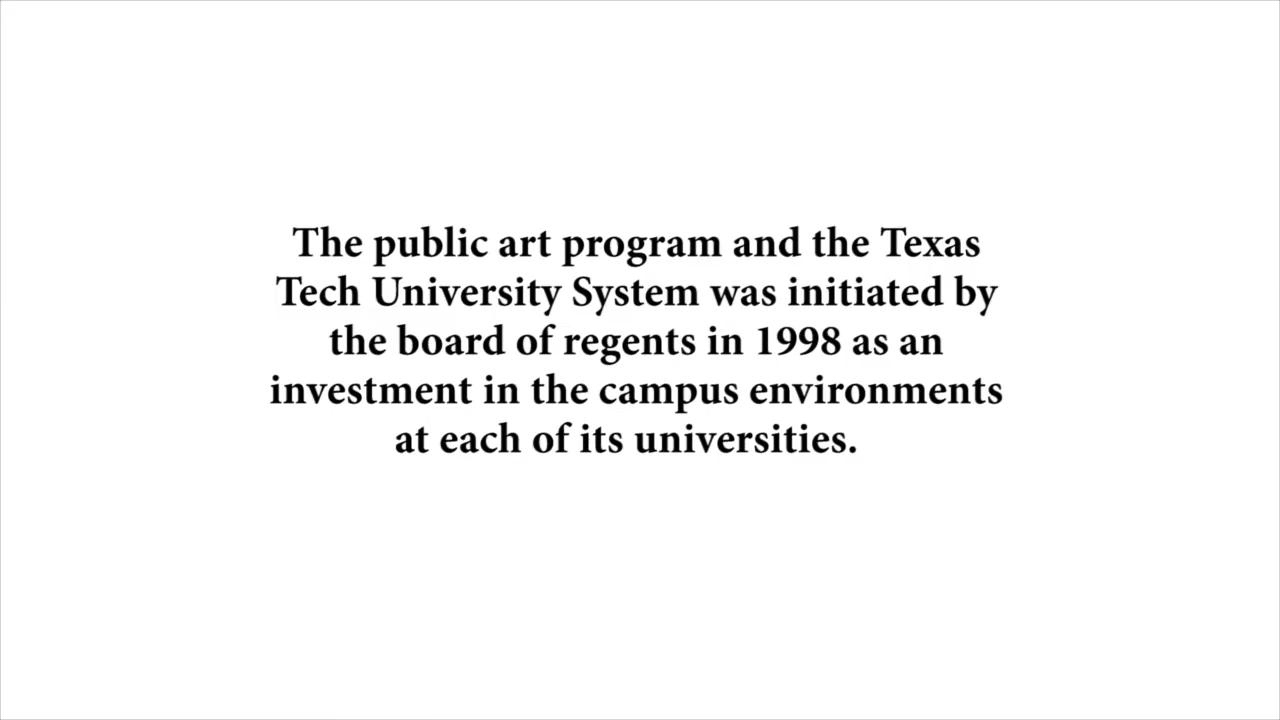 The public art program and the Texas
Tech University System was initiated by
the board of regents in 1998 as an
investment in the campus environments
at each of its universities.